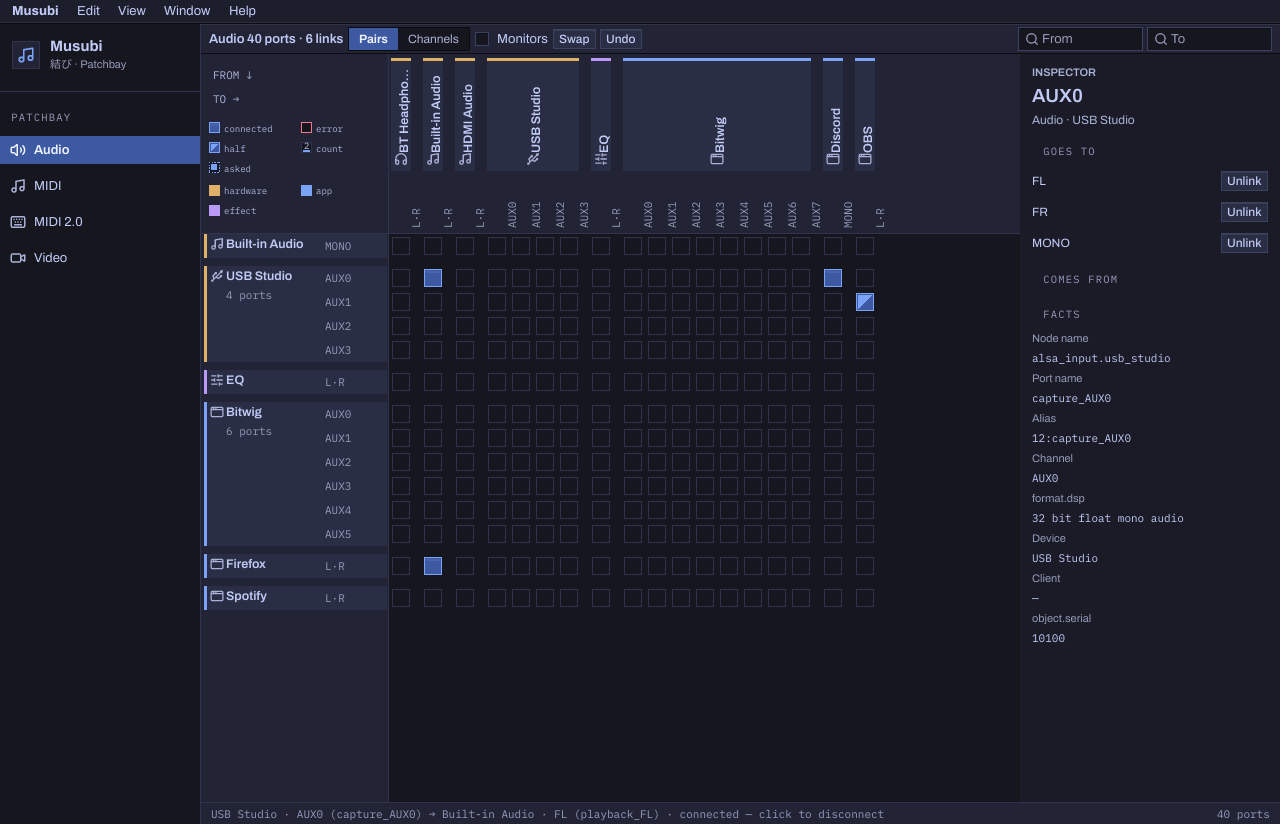 Musubi Edit View Window Help
Musubi
結び · Patchbay
PATCHBAY
Audio
MIDI
MIDI 2.0
Video
Audio 40 ports · 6 links Pairs Channels Monitors Swap Undo From To
FROM ↓
TO →
connected error
half 2 count
asked
hardware app
effect
BT Headpho… Built-in Audio HDMI Audio USB Studio EQ Bitwig Discord OBS
L·R L·R L·R AUX0 AUX1 AUX2 AUX3 L·R AUX0 AUX1 AUX2 AUX3 AUX4 AUX5 AUX6 AUX7 MONO L·R
Built-in Audio MONO
USB Studio AUX0
4 ports
AUX1
AUX2
AUX3
EQ L·R
Bitwig AUX0
6 ports
AUX1
AUX2
AUX3
AUX4
AUX5
Firefox L·R
Spotify L·R
INSPECTOR
AUX0
Audio · USB Studio
GOES TO
FL Unlink
FR Unlink
MONO Unlink
COMES FROM
FACTS
Node name
alsa_input.usb_studio
Port name
capture_AUX0
Alias
12:capture_AUX0
Channel
AUX0
format.dsp
32 bit float mono audio
Device
USB Studio
Client
—
object.serial
10100
USB Studio · AUX0 (capture_AUX0) → Built-in Audio · FL (playback_FL) · connected — click to disconnect 40 ports